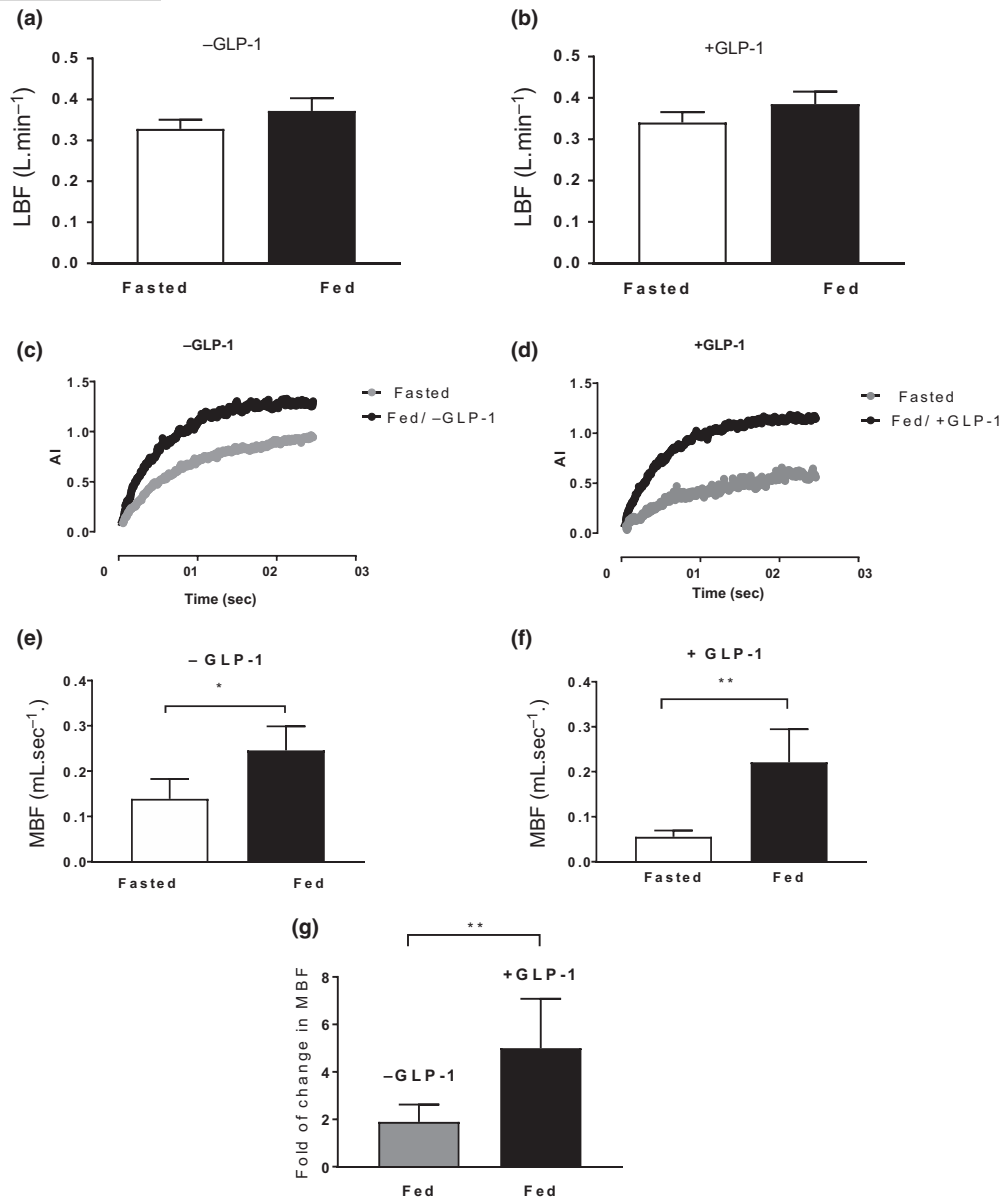 (a)
–GLP-1
LBF (L.min–1)
0.5
0.4
0.3
0.2
0.1
0.0
Fasted Fed
(b)
+GLP-1
LBF (L.min–1)
0.5
0.4
0.3
0.2
0.1
0.0
Fasted Fed
(c)
–GLP-1
AI
1.5
1.0
0.5
0.0
0 01 02 03
Time (sec)
Fasted
Fed/ –GLP-1
(d)
+GLP-1
AI
1.5
1.0
0.5
0.0
0 01 02 03
Time (sec)
Fasted
Fed/ +GLP-1
(e)
– GLP-1
*
MBF (mL.sec–1.)
0.4
0.3
0.2
0.1
0.0
Fasted Fed
(f)
+ GLP-1
**
MBF (mL.sec–1.)
0.4
0.3
0.2
0.1
0.0
Fasted Fed
(g)
**
Fold of change in MBF
8
6
4
2
0
–GLP-1
+GLP-1
Fed Fed